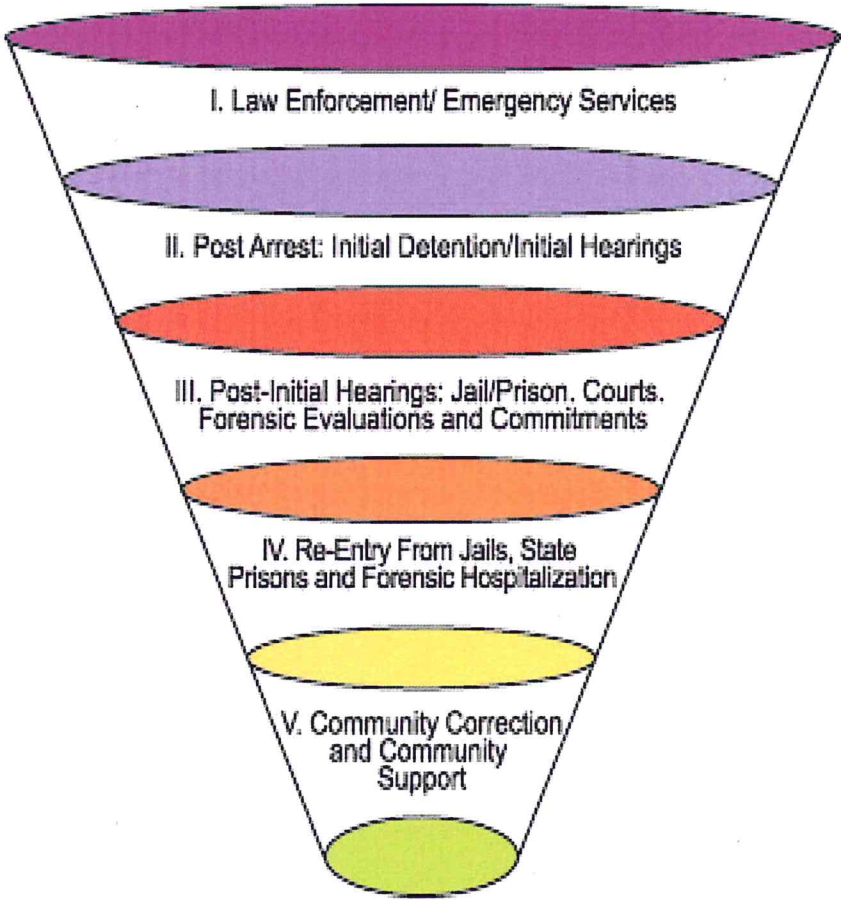 I. Law Enforcement/ Emergency Services
II. Post Arrest: Initial Detention/Initial Hearings
III. Post-Initial Hearings: Jail/Prison. Courts.
Forensic Evaluations and Commitments
IV. Re-Entry From Jails, State
Prisons and Forensic Hospitalization
V. Community Correction
and Community
Support